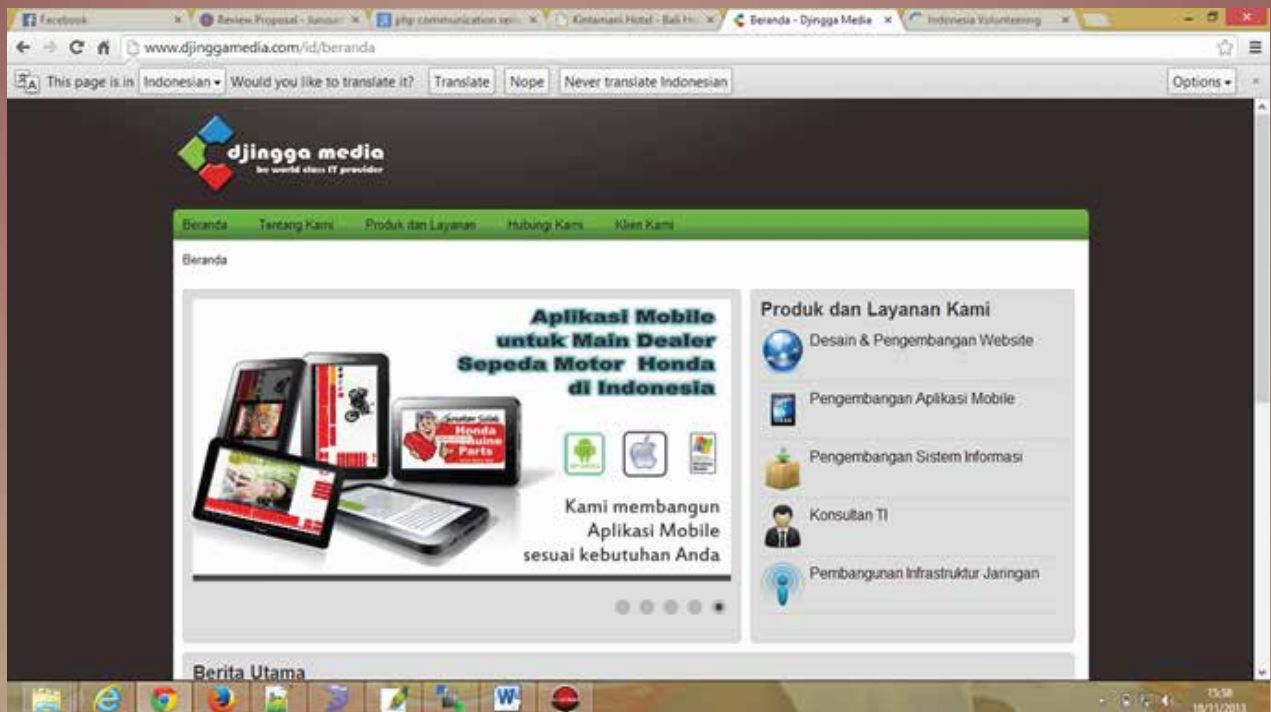 Facebook
Review Proposal - 
php communication
Kintamani Hotel - Bali
Beranda - Djingga Media
Indonesia Volunteering
www.djinggamedia.com/id/beranda
This page is in Indonesian Would you like to translate it? Translate Nope Never translate Indonesian Options
djingga media
be world class IT provider
Beranda Tentang Kami Produk dan Layanan Hubungi Kami Klien Kami
Beranda
Aplikasi Mobile
untuk Main Dealer
Sepeda Motor Honda
di Indonesia
Honda
Genuine
Parts
Kami membangun
Aplikasi Mobile
sesuai kebutuhan Anda
Produk dan Layanan Kami
Desain & Pengembangan Website
Pengembangan Aplikasi Mobile
Pengembangan Sistem Informasi
Konsultan TI
Pembangunan Infrastruktur Jaringan
Berita Utama
15:58
18/11/2013